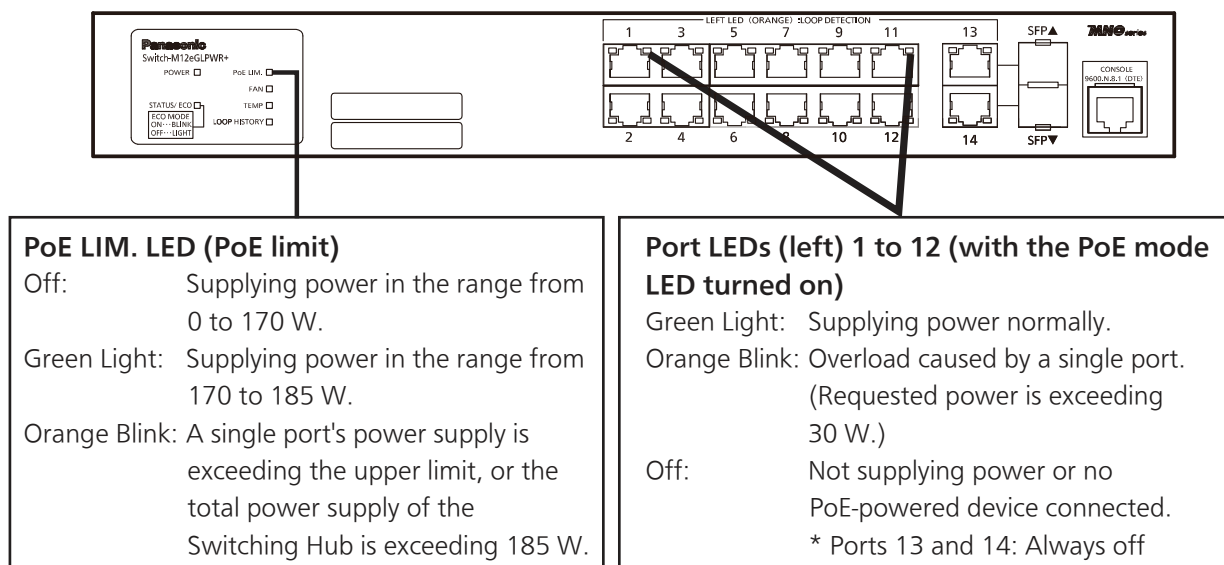 LEFT LED (ORANGE) :LOOP DETECTION
1 3 5 7 9 11 13 SFP▲ MNO series
Panasonic
Switch-M12eGLPWR+
POWER PoE LIM.
FAN
STATUS/ ECO TEMP
ECO MODE
ON···BLINK
OFF···LIGHT
LOOP HISTORY
CONSOLE
9600.N.8.1 (DTE)
2 4 6 8 10 12 14 SFP▼
PoE LIM. LED (PoE limit)
Off: Supplying power in the range from
0 to 170 W.
Green Light: Supplying power in the range from
170 to 185 W.
Orange Blink: A single port's power supply is
exceeding the upper limit, or the
total power supply of the
Switching Hub is exceeding 185 W.
Port LEDs (left) 1 to 12 (with the PoE mode
LED turned on)
Green Light: Supplying power normally.
Orange Blink: Overload caused by a single port.
(Requested power is exceeding
30 W.)
Off: Not supplying power or no
PoE-powered device connected.
* Ports 13 and 14: Always off